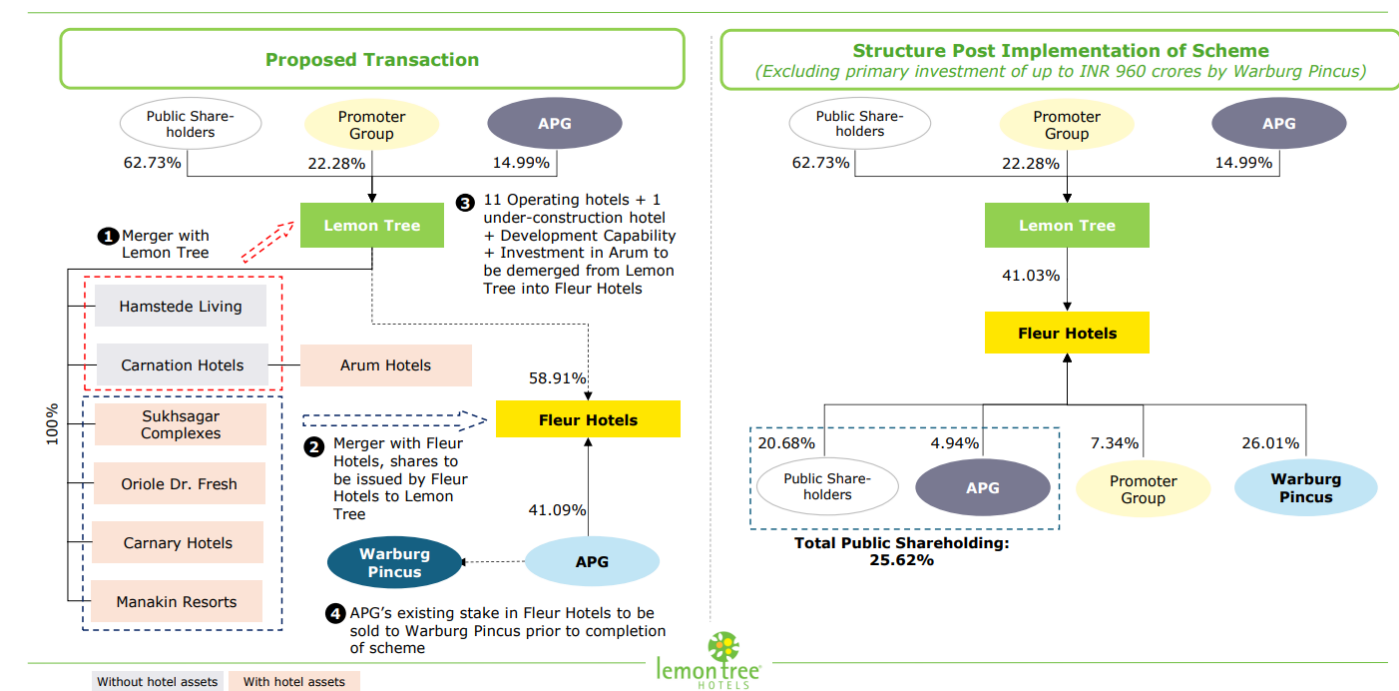 Proposed Transaction
Public Share-
holders
Promoter
Group
APG
62.73%
22.28%
14.99%
Lemon Tree
❶ Merger with
Lemon Tree
❸ 11 Operating hotels + 1
under-construction hotel
+ Development Capability
+ Investment in Arum to
be demerged from Lemon
Tree into Fleur Hotels
100%
Hamstede Living
Carnation Hotels
Arum Hotels
Sukhsagar
Complexes
Oriole Dr. Fresh
Carnary Hotels
Manakin Resorts
58.91%
Fleur Hotels
❷ Merger with Fleur
Hotels, shares to
be issued by Fleur
Hotels to Lemon
Tree
41.09%
Warburg
Pincus
APG
❹ APG's existing stake in Fleur Hotels to be
sold to Warburg Pincus prior to completion
of scheme
Without hotel assets
With hotel assets
Structure Post Implementation of Scheme
(Excluding primary investment of up to INR 960 crores by Warburg Pincus)
Public Share-
holders
Promoter
Group
APG
62.73%
22.28%
14.99%
Lemon Tree
41.03%
Fleur Hotels
20.68%
4.94%
7.34%
26.01%
Public Share-
holders
APG
Promoter
Group
Warburg
Pincus
Total Public Shareholding:
25.62%
lemon tree
HOTELS